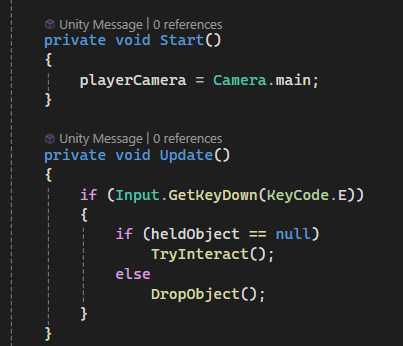 Unity Message | 0 references
private void Start()
{
playerCamera = Camera.main;
}
Unity Message | 0 references
private void Update()
{
if (Input.GetKeyDown(KeyCode.E))
{
if (heldObject == null)
TryInteract();
else
DropObject();
}
}